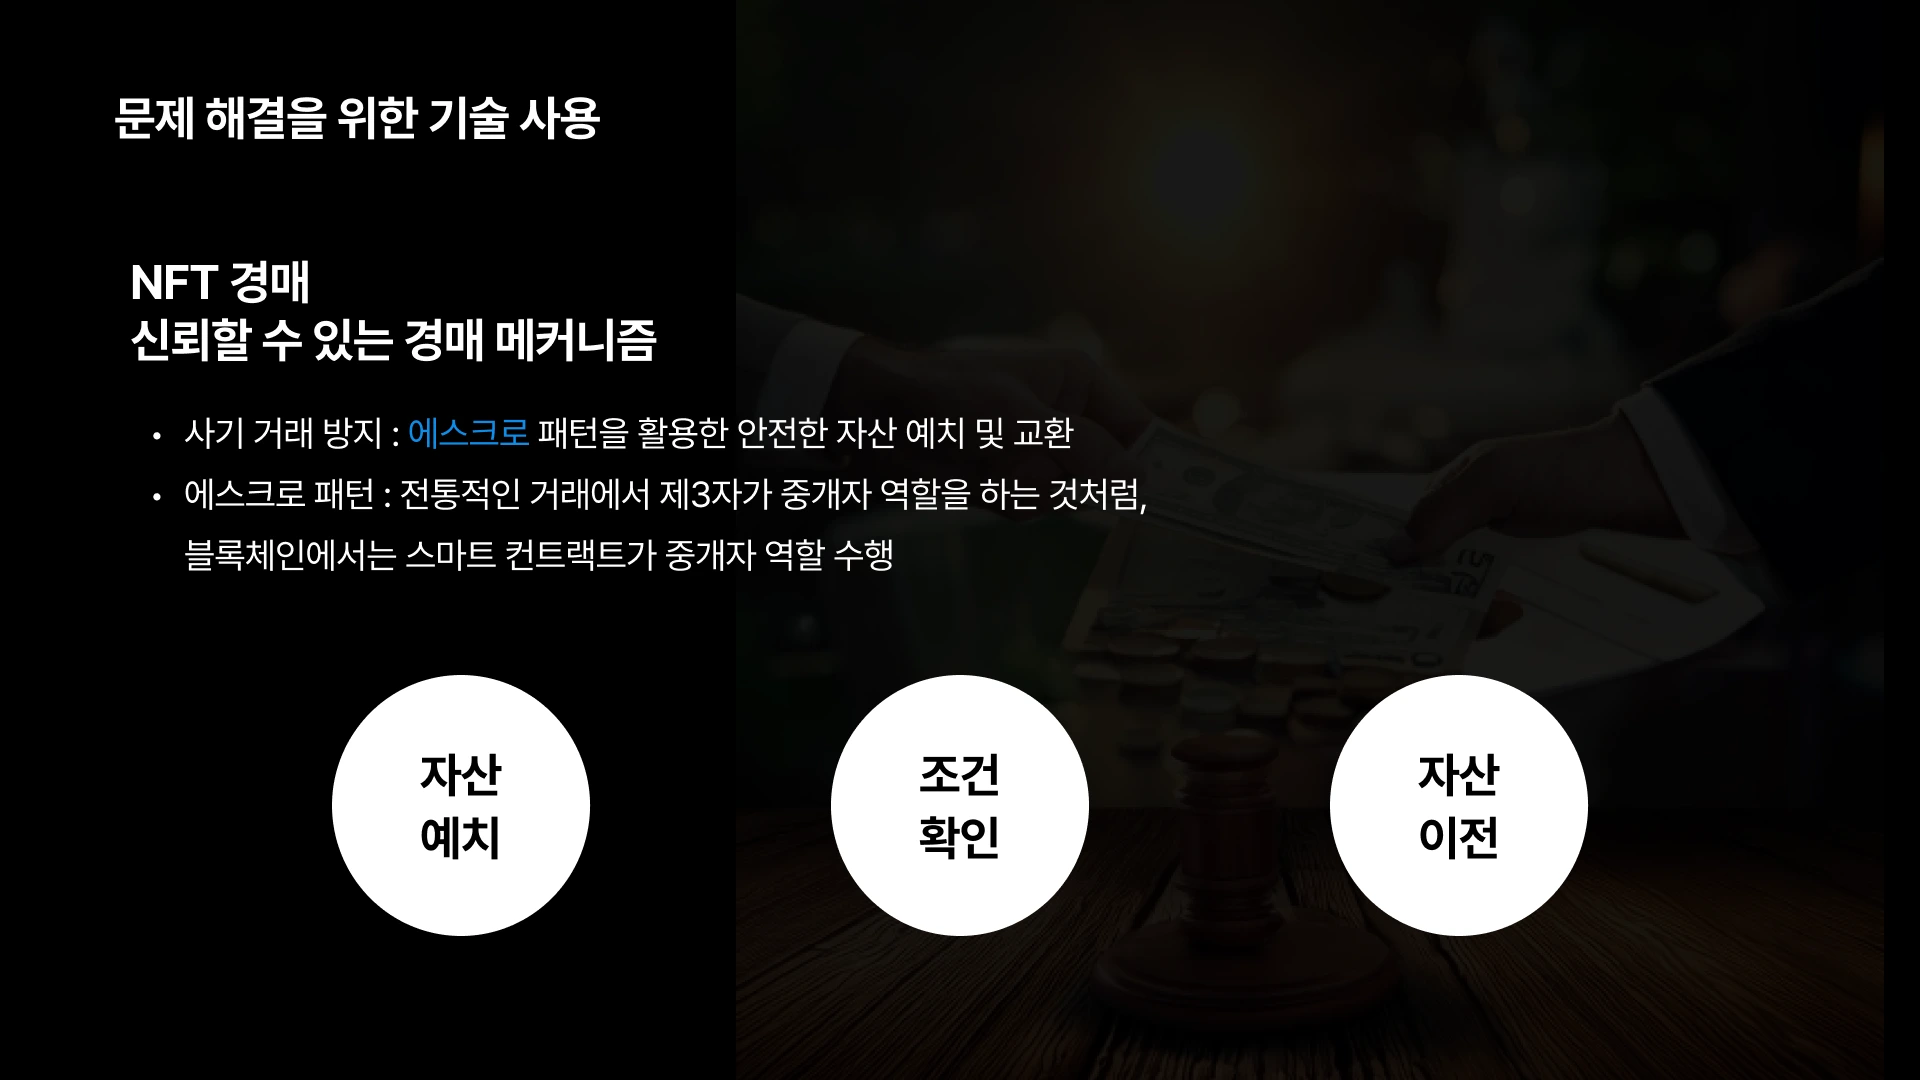 문제 해결을 위한 기술 사용
NFT 경매
신뢰할 수 있는 경매 메커니즘
• 사기 거래 방지 : 에스크로 패턴을 활용한 안전한 자산 예치 및 교환
• 에스크로 패턴 : 전통적인 거래에서 제3자가 중개자 역할을 하는 것처럼,
블록체인에서는 스마트 컨트랙트가 중개자 역할 수행
자산
예치
조건
확인
자산
이전